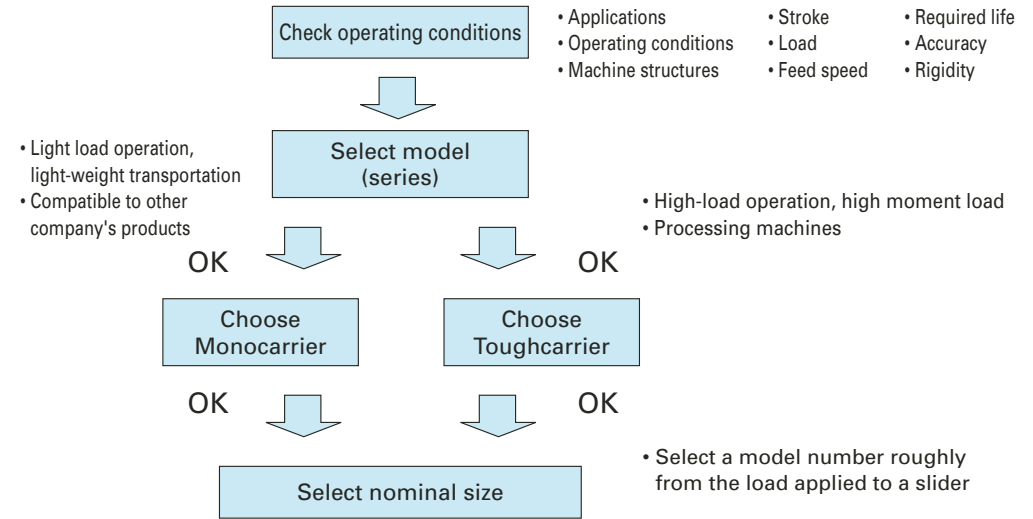 Check operating conditions
• Applications
• Operating conditions
• Machine structures
• Stroke
• Load
• Feed speed
• Required life
• Accuracy
• Rigidity
Select model
(series)
• Light load operation,
light-weight transportation
• Compatible to other
company's products
• High-load operation, high moment load
• Processing machines
OK
OK
Choose
Monocarrier
Choose
Toughcarrier
OK
OK
Select nominal size
• Select a model number roughly
from the load applied to a slider